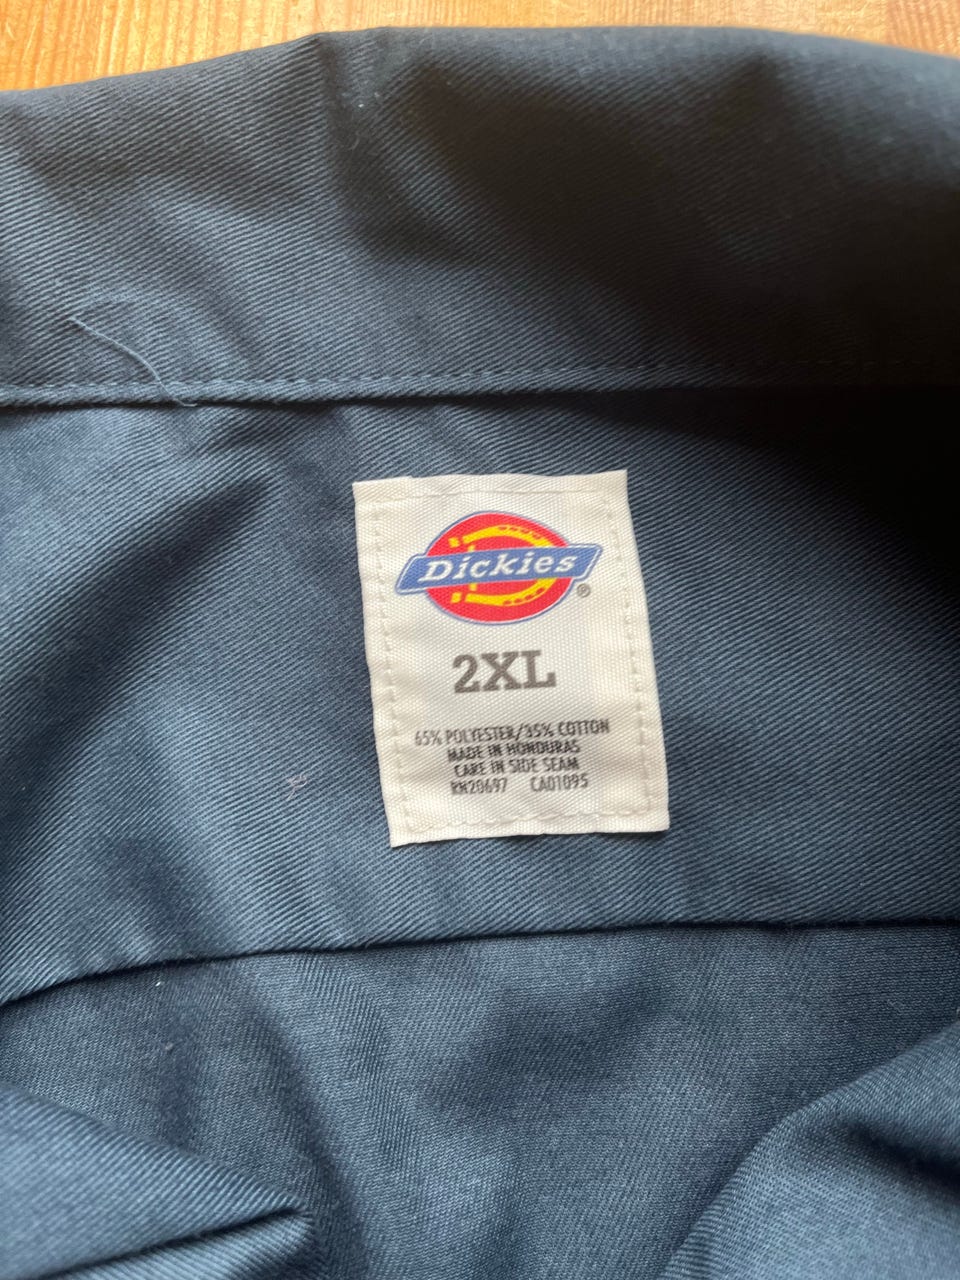 Dickies®
2XL
65% POLYESTER/35% COTTON
MADE IN HONDURAS
CARE IN SIDE SEAM
RN20697 CA01095